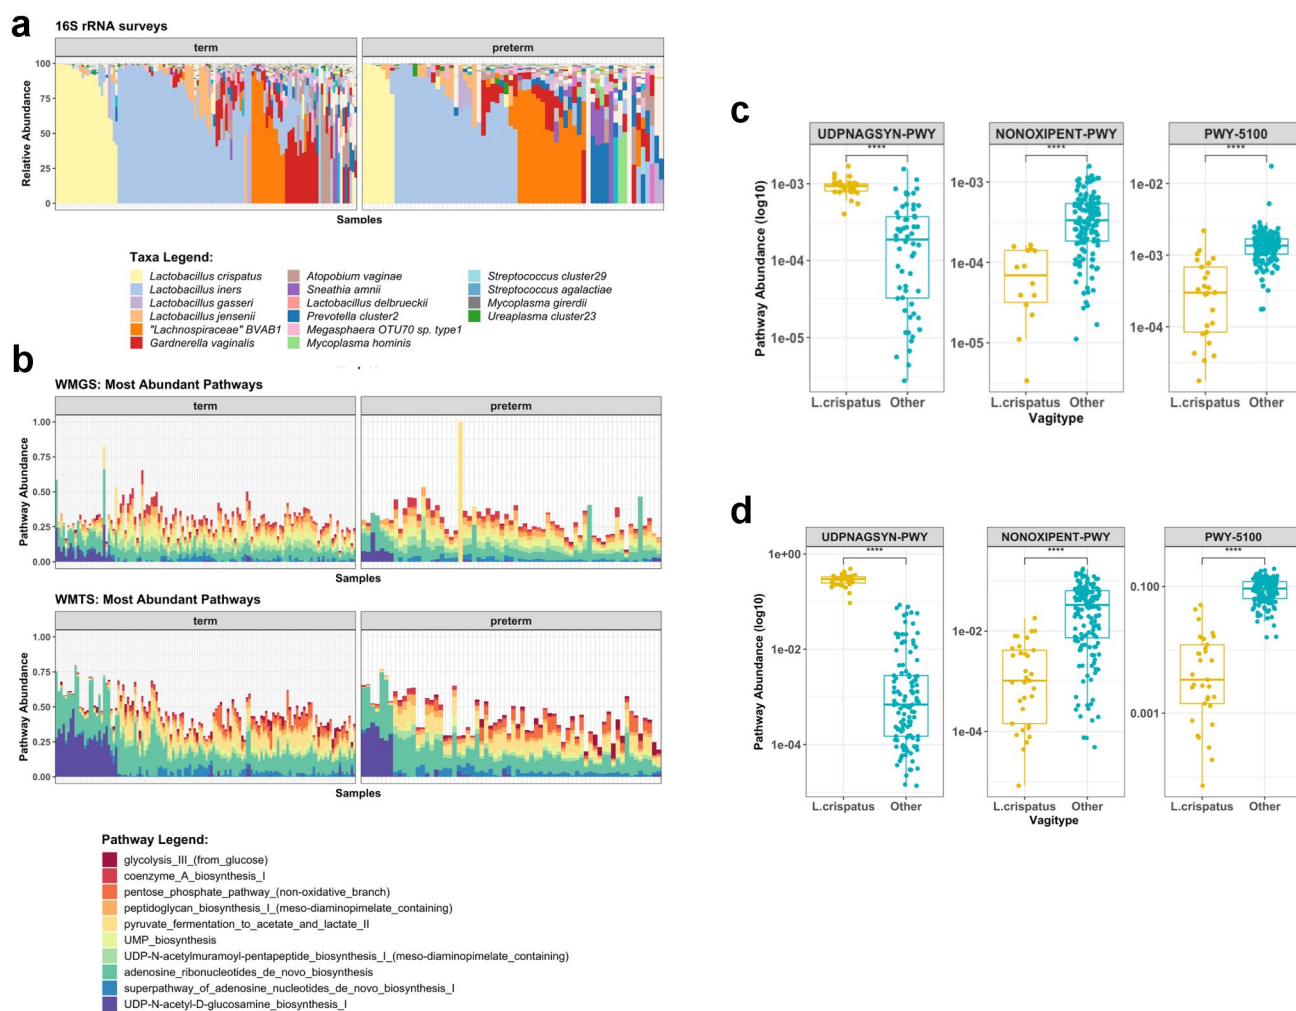 a
16S rRNA surveys
term
preterm
Relative Abundance
100
75
50
25
0
Samples
Taxa Legend:
Lactobacillus crispatus
Lactobacillus iners
Lactobacillus gasseri
Lactobacillus jensenii
"Lachnospiraceae" BVAB1
Gardnerella vaginalis
Atopobium vaginae
Sneathia amnii
Lactobacillus delbrueckii
Prevotella cluster2
Megasphaera OTU70 sp. type1
Mycoplasma hominis
Streptococcus cluster29
Streptococcus agalactiae
Mycoplasma girerdii
Ureaplasma cluster23
b
WMGS: Most Abundant Pathways
term
preterm
Pathway Abundance
1.00
0.75
0.50
0.25
0.00
Samples
WMTS: Most Abundant Pathways
term
preterm
Pathway Abundance
1.00
0.75
0.50
0.25
0.00
Samples
Pathway Legend:
glycolysis_III_(from_glucose)
coenzyme_A_biosynthesis_I
pentose_phosphate_pathway_(non-oxidative_branch)
peptidoglycan_biosynthesis_I_(meso-diaminopimelate_containing)
pyruvate_fermentation_to_acetate_and_lactate_II
UMP_biosynthesis
UDP-N-acetylmuramoyl-pentapeptide_biosynthesis_I_(meso-diaminopimelate_containing)
adenosine_ribonucleotides_de_novo_biosynthesis
superpathway_of_adenosine_nucleotides_de_novo_biosynthesis_I
UDP-N-acetyl-D-glucosamine_biosynthesis_I
c
UDPNAGSYN-PWY
NONOXIPENT-PWY
PWY-5100
****
****
****
Pathway Abundance (log10)
1e-03
1e-04
1e-05
1e-03
1e-04
1e-05
1e-02
1e-03
1e-04
L.crispatus Other
L.crispatus Other
L.crispatus Other
Vagitype
d
UDPNAGSYN-PWY
NONOXIPENT-PWY
PWY-5100
****
****
****
Pathway Abundance (log10)
1e+00
1e-02
1e-04
1e-02
1e-04
0.100
0.001
L.crispatus Other
L.crispatus Other
L.crispatus Other
Vagitype